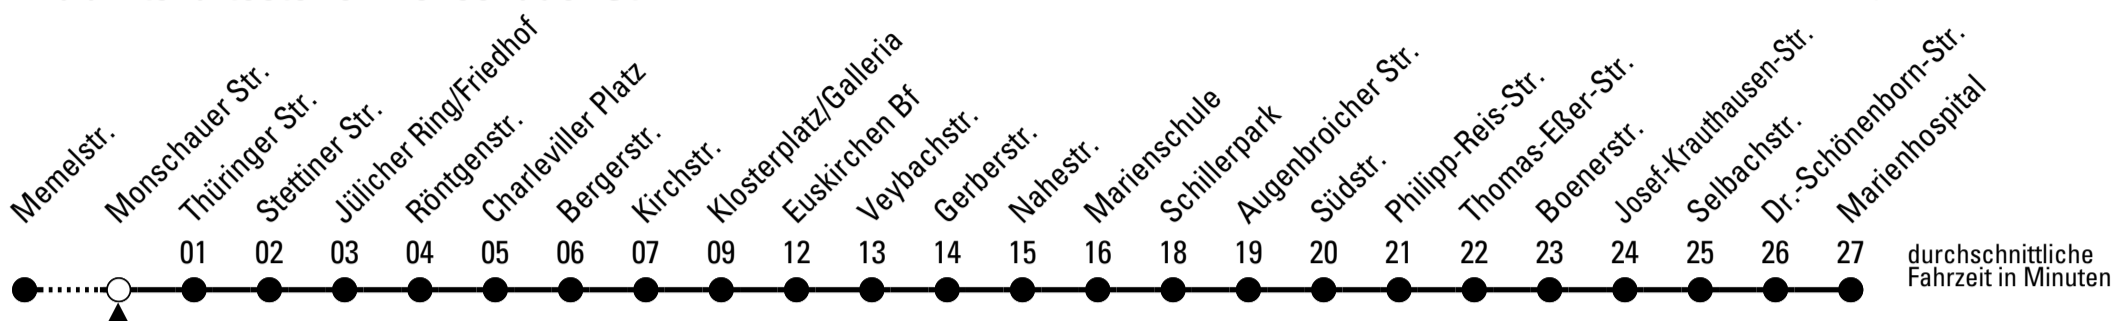 Memelstr.
Monschauer Str.
Thüringer Str.
Stettiner Str.
Jülicher Ring/Friedhof
Röntgenstr.
Charleviller Platz
Bergerstr.
Kirchstr.
Klosterplatz/Galleria
Euskirchen Bf
Veybachstr.
Gerberstr.
Nahestr.
Marienschule
Schillerpark
Augenbroicher Str.
Südstr.
Philipp-Reis-Str.
Thomas-Eßer-Str.
Boenerstr.
Josef-Krauthausen-Str.
Selbachstr.
Dr.-Schönenborn-Str.
Marienhospital
01 02 03 04 05 06 07 09 12 13 14 15 16 18 19 20 21 22 23 24 25 26 27
durchschnittliche
Fahrzeit in Minuten